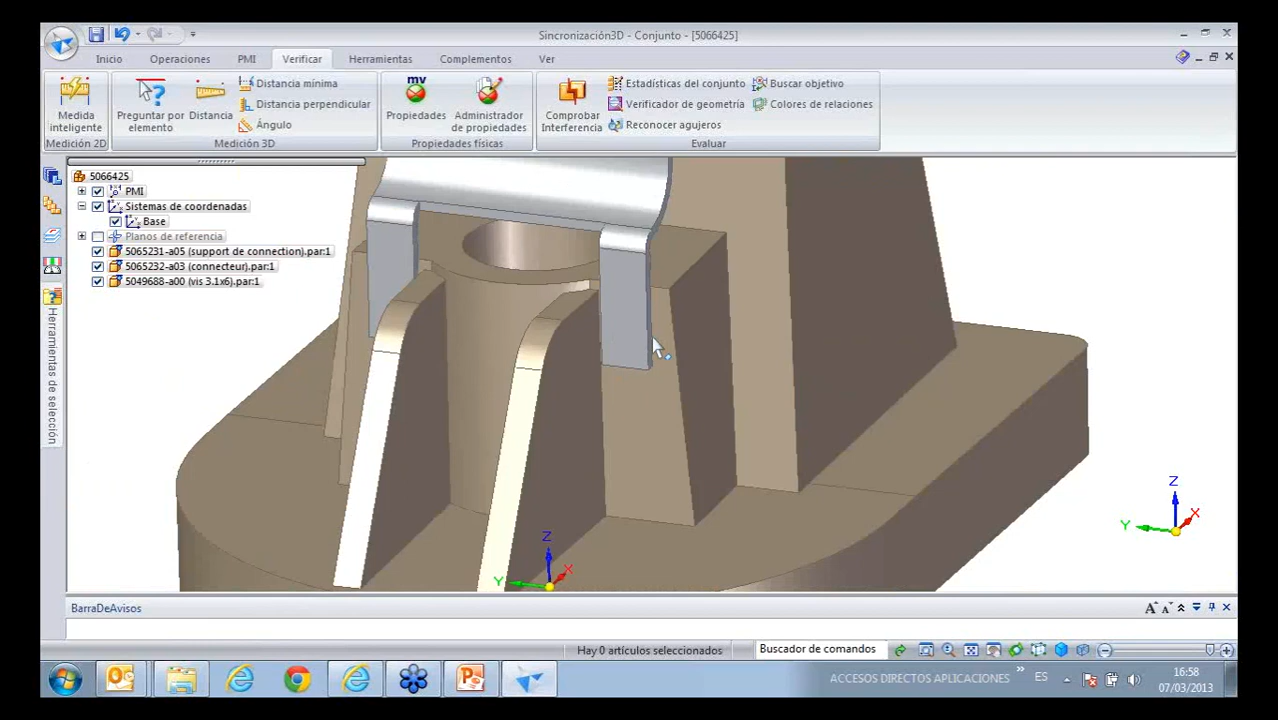 Sincronización3D - Conjunto - [5066425]
Inicio Operaciones PMI Verificar Herramientas Complementos Ver
Medida inteligente
Medición 2D
Preguntar por elemento
Distancia
Distancia mínima
Distancia perpendicular
Ángulo
Medición 3D
mv
Propiedades
Administrador de propiedades
Propiedades físicas
Comprobar Interferencia
Estadísticas del conjunto
Verificador de geometría
Reconocer agujeros
Buscar objetivo
Colores de relaciones
Evaluar
5066425
PMI
Sistemas de coordenadas
Base
Planos de referencia
5065231-a05 (support de connection).par:1
5065232-a03 (connecteur).par:1
5049688-a00 (vis 3.1x6).par:1
Herramientas de selección
Z
Y
X
Z
Y
X
BarraDeAvisos
Hay 0 artículos seleccionados
Buscador de comandos
ACCESOS DIRECTOS APLICACIONES
ES
16:58
07/03/2013